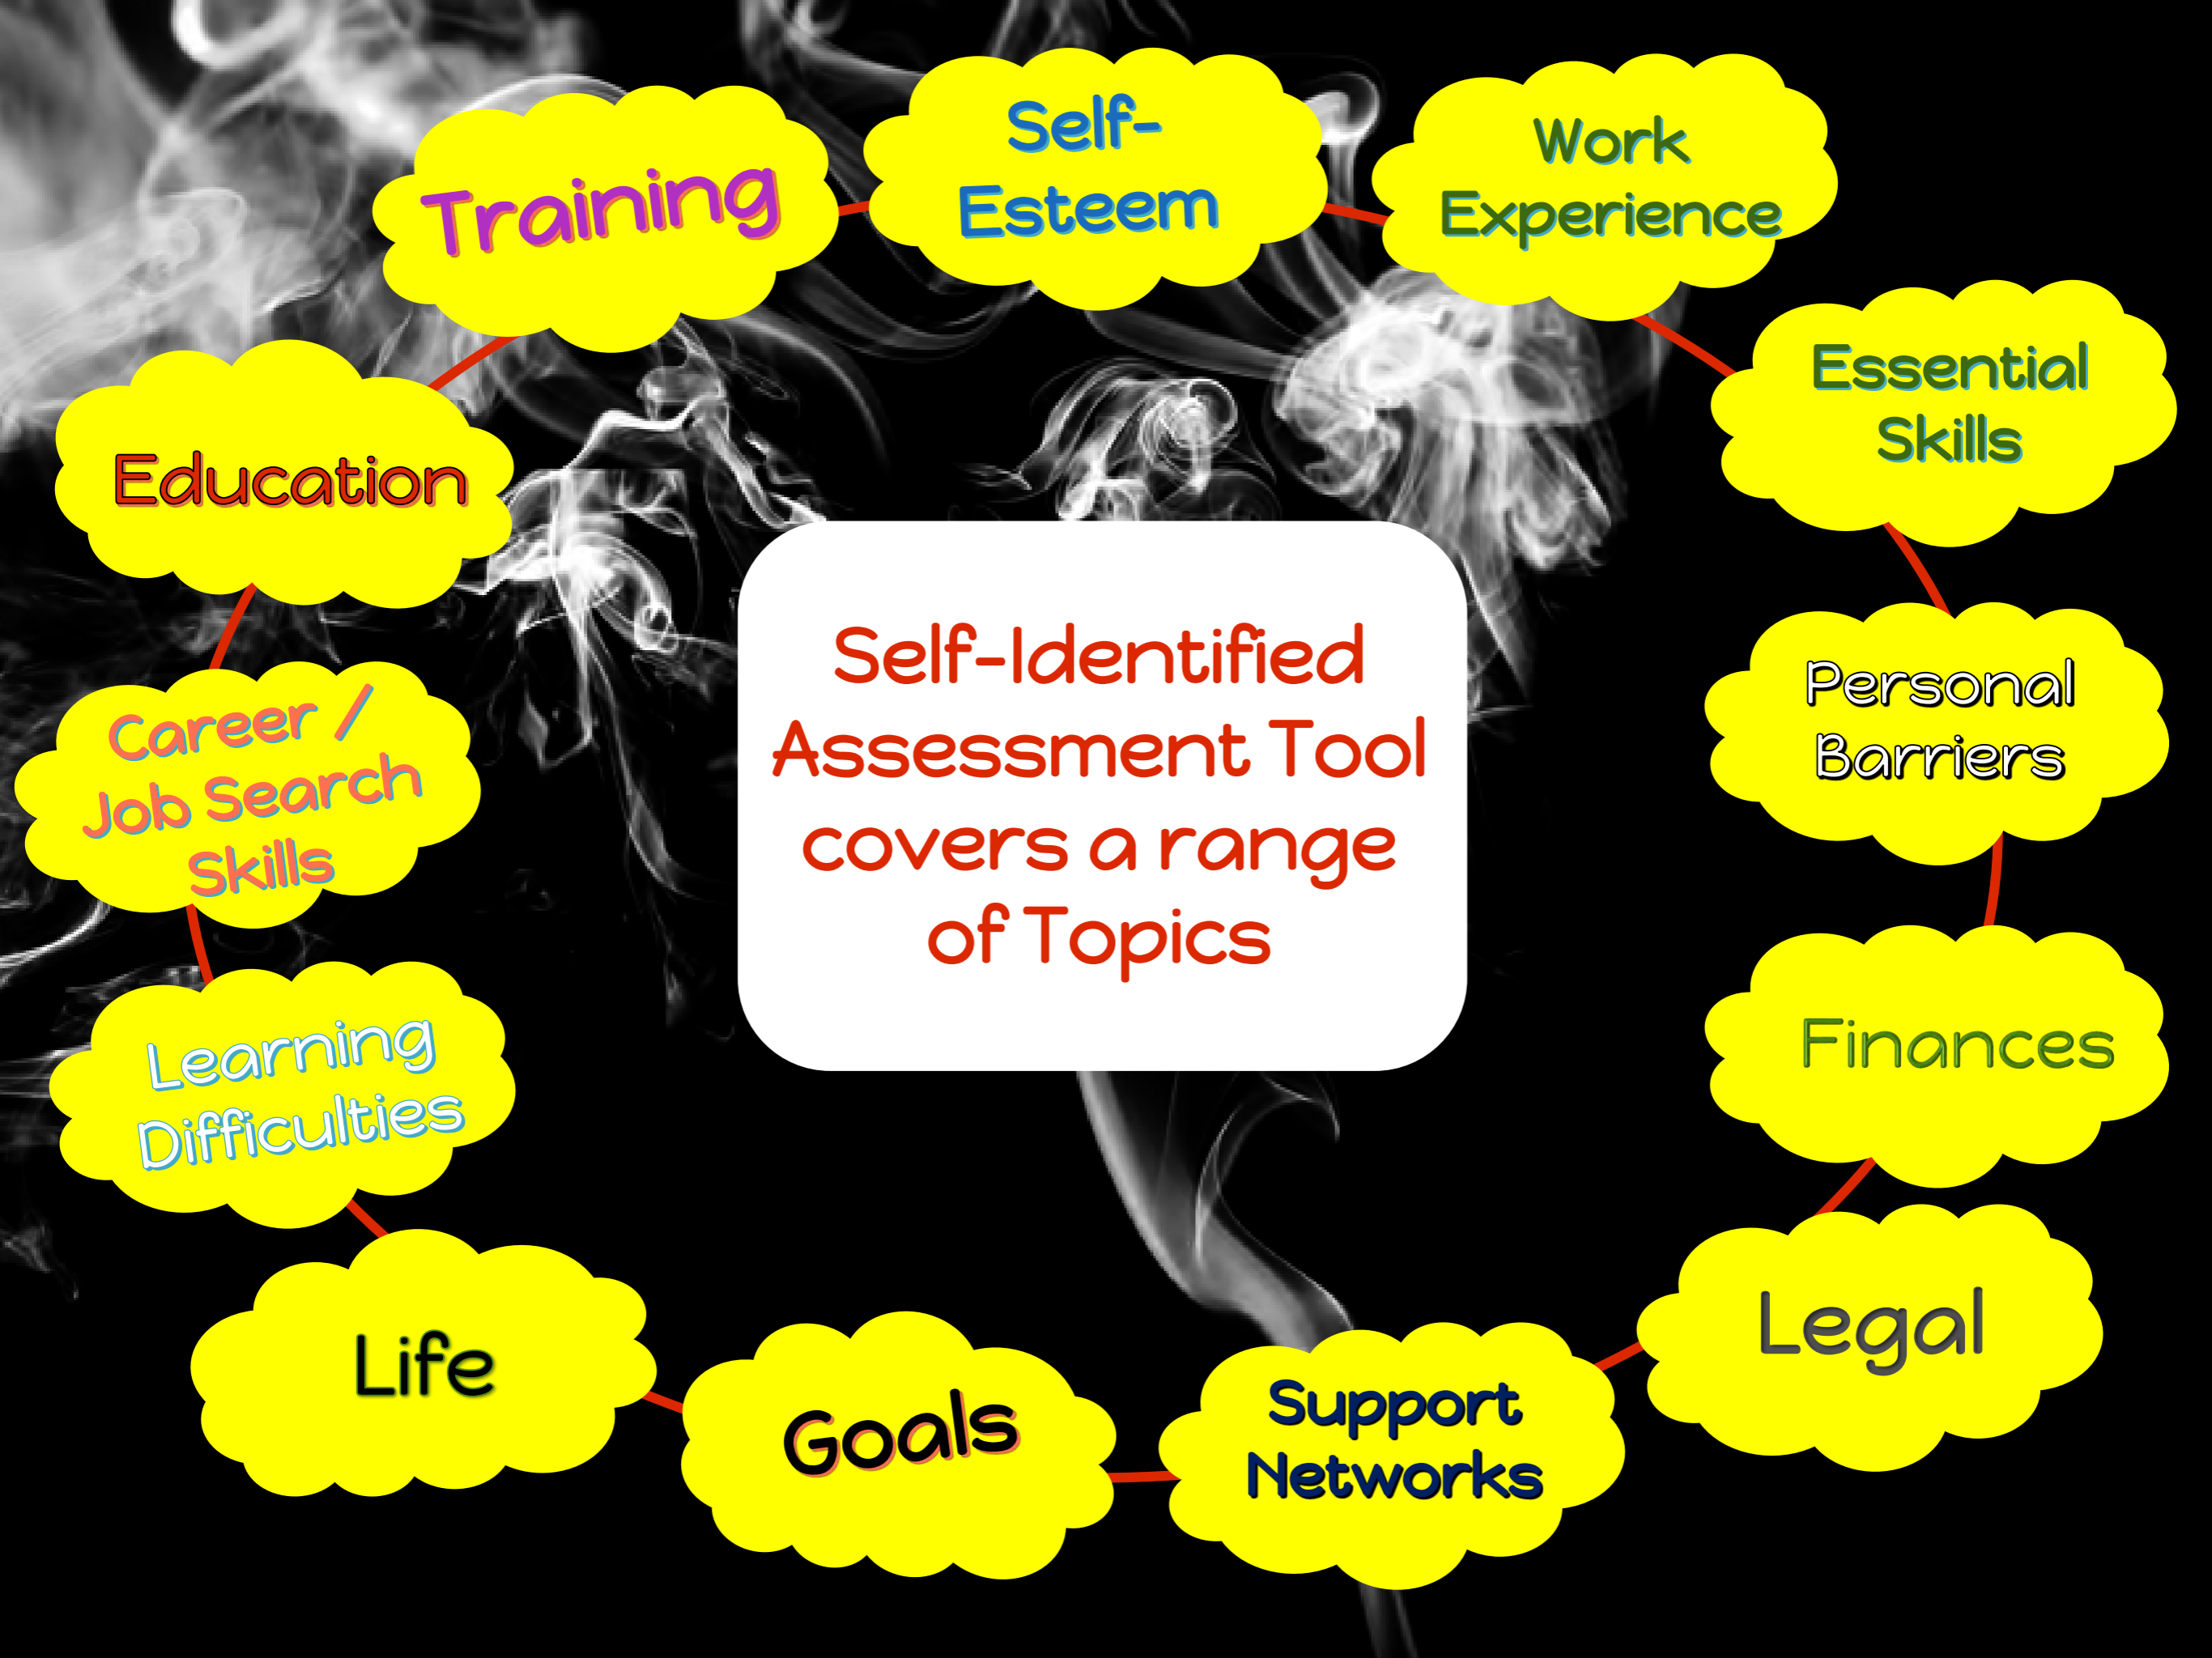 Training
Self-
Esteem
Work
Experience
Essential
Skills
Education
Personal
Barriers
Self-Identified
Assessment Tool
covers a range
of Topics
Career /
Job Search
Skills
Finances
Learning
Difficulties
Legal
Life
Goals
Support
Networks